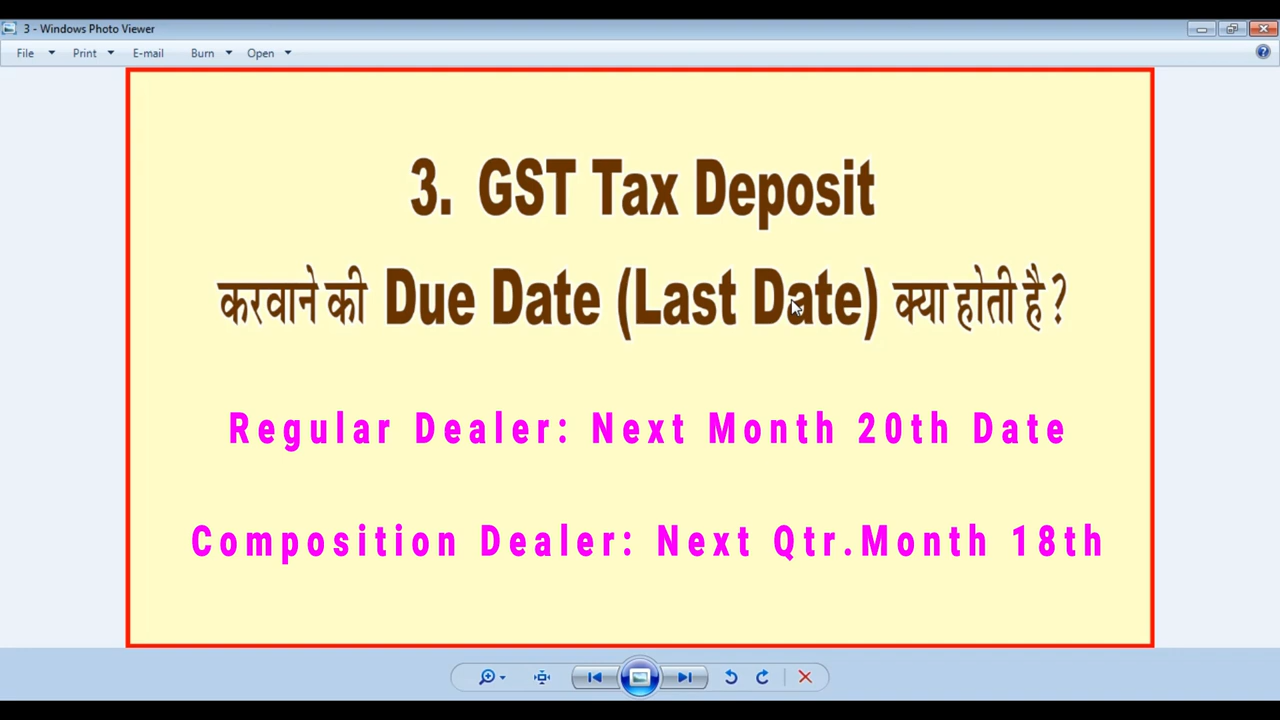 3 - Windows Photo Viewer
File Print E-mail Burn Open
3. GST Tax Deposit
करवाने की Due Date (Last Date) क्या होती है ?
Regular Dealer: Next Month 20th Date
Composition Dealer: Next Qtr.Month 18th